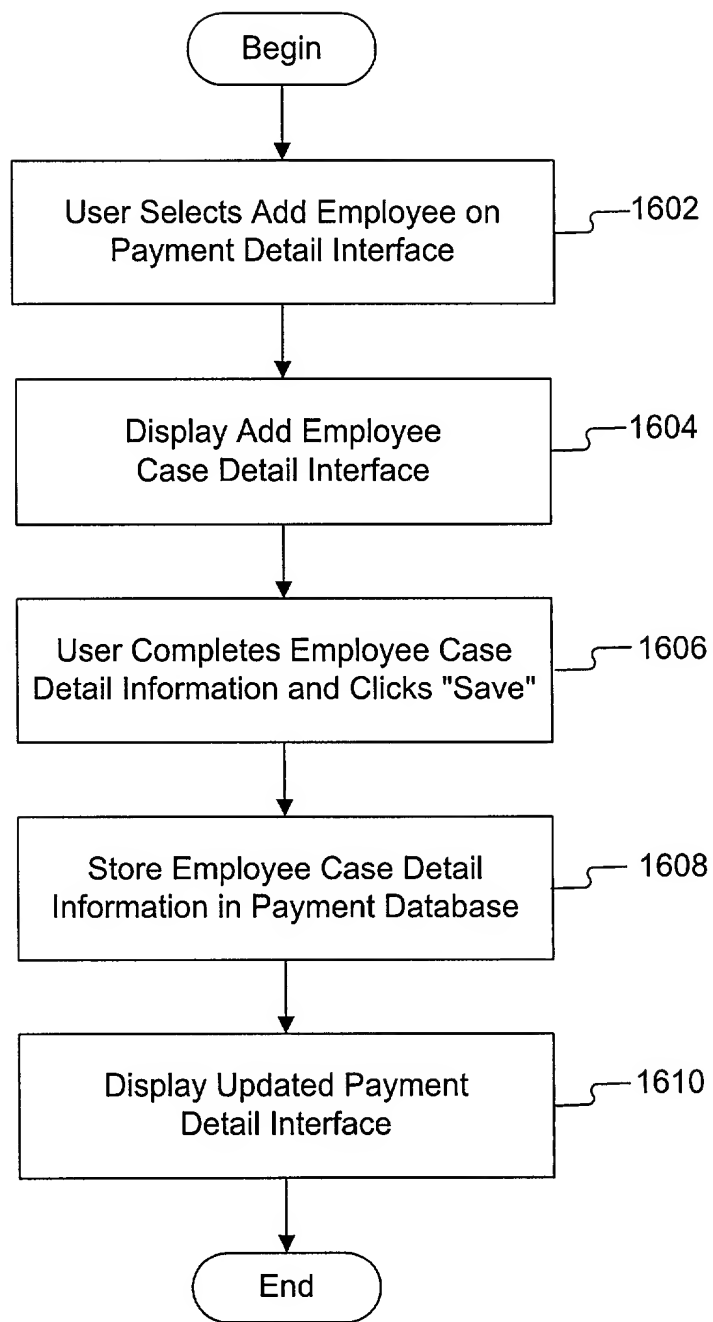 Begin
User Selects Add Employee on
Payment Detail Interface
1602
Display Add Employee
Case Detail Interface
1604
User Completes Employee Case
Detail Information and Clicks "Save"
1606
Store Employee Case Detail
Information in Payment Database
1608
Display Updated Payment
Detail Interface
1610
End